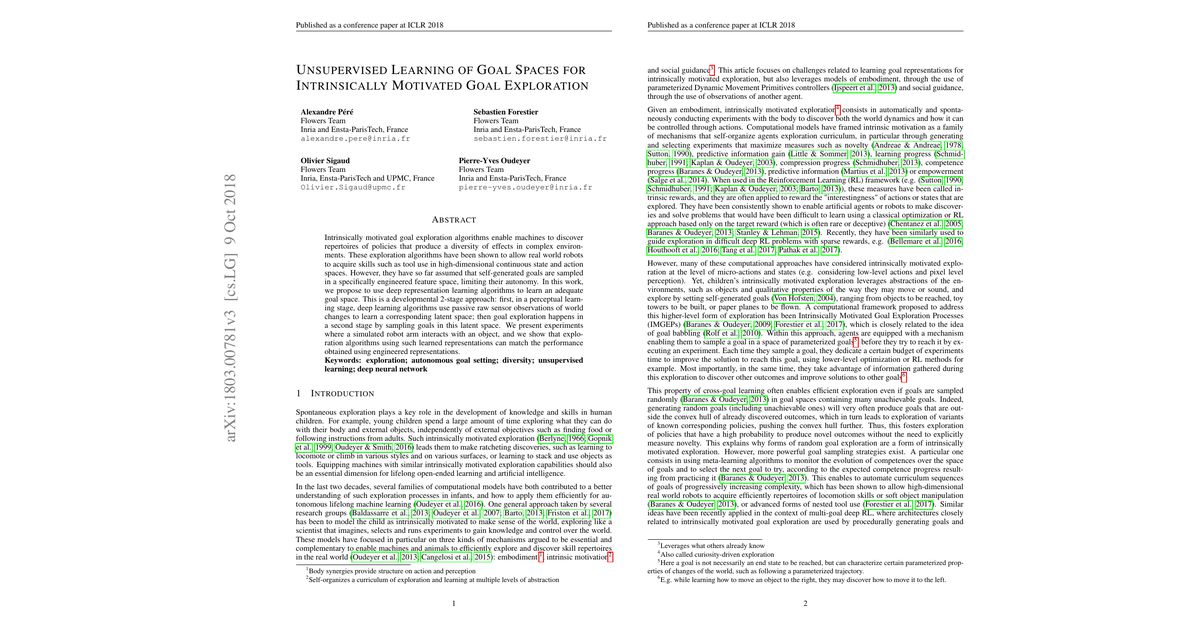 arXiv:1803.00781v3 [cs.LG] 9 Oct 2018
Published as a conference paper at ICLR 2018
UNSUPERVISED LEARNING OF GOAL SPACES FOR
INTRINSICALLY MOTIVATED GOAL EXPLORATION
Alexandre Péré
Flowers Team
Inria and Ensta-ParisTech, France
alexandre.pere@inria.fr
Sebastien Forestier
Flowers Team
Inria and Ensta-ParisTech, France
sebastien.forestier@inria.fr
Olivier Sigaud
Flowers Team
Inria, Ensta-ParisTech and UPMC, France
Olivier.Sigaud@upmc.fr
Pierre-Yves Oudeyer
Flowers Team
Inria and Ensta-ParisTech, France
pierre-yves.oudeyer@inria.fr
ABSTRACT
Intrinsically motivated goal exploration algorithms enable machines to discover
repertoires of policies that produce a diversity of effects in complex environ-
ments. These exploration algorithms have been shown to allow real world robots
to acquire skills such as tool use in high-dimensional continuous state and action
spaces. However, they have so far assumed that self-generated goals are sampled
in a specifically engineered feature space, limiting their autonomy. In this work,
we propose to use deep representation learning algorithms to learn an adequate
goal space. This is a developmental 2-stage approach: first, in a perceptual learn-
ing stage, deep learning algorithms use passive raw sensor observations of world
changes to learn a corresponding latent space; then goal exploration happens in
a second stage by sampling goals in this latent space. We present experiments
where a simulated robot arm interacts with an object, and we show that explo-
ration algorithms using such learned representations can match the performance
obtained using engineered representations.
Keywords: exploration; autonomous goal setting; diversity; unsupervised
learning; deep neural network
1 INTRODUCTION
Spontaneous exploration plays a key role in the development of knowledge and skills in human
children. For example, young children spend a large amount of time exploring what they can do
with their body and external objects, independently of external objectives such as finding food or
following instructions from adults. Such intrinsically motivated exploration (Berlyne, 1966; Gopnik
et al., 1999; Oudeyer & Smith, 2016) leads them to make ratcheting discoveries, such as learning to
locomote or climb in various styles and on various surfaces, or learning to stack and use objects as
tools. Equipping machines with similar intrinsically motivated exploration capabilities should also
be an essential dimension for lifelong open-ended learning and artificial intelligence.
In the last two decades, several families of computational models have both contributed to a better
understanding of such exploration processes in infants, and how to apply them efficiently for au-
tonomous lifelong machine learning (Oudeyer et al., 2016). One general approach taken by several
research groups (Baldassarre et al., 2013; Oudeyer et al., 2007; Barto, 2013; Friston et al., 2017)
has been to model the child as intrinsically motivated to make sense of the world, exploring like a
scientist that imagines, selects and runs experiments to gain knowledge and control over the world.
These models have focused in particular on three kinds of mechanisms argued to be essential and
complementary to enable machines and animals to efficiently explore and discover skill repertoires
in the real world (Oudeyer et al., 2013; Cangelosi et al., 2015): embodiment 1, intrinsic motivation2,
1Body synergies provide structure on action and perception
2Self-organizes a curriculum of exploration and learning at multiple levels of abstraction
1
Published as a conference paper at ICLR 2018
and social guidance3. This article focuses on challenges related to learning goal representations for
intrinsically motivated exploration, but also leverages models of embodiment, through the use of
parameterized Dynamic Movement Primitives controllers (Ijspeert et al., 2013) and social guidance,
through the use of observations of another agent.
Given an embodiment, intrinsically motivated exploration4 consists in automatically and sponta-
neously conducting experiments with the body to discover both the world dynamics and how it can
be controlled through actions. Computational models have framed intrinsic motivation as a family
of mechanisms that self-organize agents exploration curriculum, in particular through generating
and selecting experiments that maximize measures such as novelty (Andreae & Andreae, 1978;
Sutton, 1990), predictive information gain (Little & Sommer, 2013), learning progress (Schmid-
huber, 1991; Kaplan & Oudeyer, 2003), compression progress (Schmidhuber, 2013), competence
progress (Baranes & Oudeyer, 2013), predictive information (Martius et al., 2013) or empowerment
(Salge et al., 2014). When used in the Reinforcement Learning (RL) framework (e.g. (Sutton, 1990;
Schmidhuber, 1991; Kaplan & Oudeyer, 2003; Barto, 2013)), these measures have been called in-
trinsic rewards, and they are often applied to reward the "interestingness" of actions or states that are
explored. They have been consistently shown to enable artificial agents or robots to make discover-
ies and solve problems that would have been difficult to learn using a classical optimization or RL
approach based only on the target reward (which is often rare or deceptive) (Chentanez et al., 2005;
Baranes & Oudeyer, 2013; Stanley & Lehman, 2015). Recently, they have been similarly used to
guide exploration in difficult deep RL problems with sparse rewards, e.g. (Bellemare et al., 2016;
Houthooft et al., 2016; Tang et al., 2017; Pathak et al., 2017).
However, many of these computational approaches have considered intrinsically motivated explo-
ration at the level of micro-actions and states (e.g. considering low-level actions and pixel level
perception). Yet, children's intrinsically motivated exploration leverages abstractions of the en-
vironments, such as objects and qualitative properties of the way they may move or sound, and
explore by setting self-generated goals (Von Hofsten, 2004), ranging from objects to be reached, toy
towers to be built, or paper planes to be flown. A computational framework proposed to address
this higher-level form of exploration has been Intrinsically Motivated Goal Exploration Processes
(IMGEPs) (Baranes & Oudeyer, 2009; Forestier et al., 2017), which is closely related to the idea
of goal babbling (Rolf et al., 2010). Within this approach, agents are equipped with a mechanism
enabling them to sample a goal in a space of parameterized goals5, before they try to reach it by ex-
ecuting an experiment. Each time they sample a goal, they dedicate a certain budget of experiments
time to improve the solution to reach this goal, using lower-level optimization or RL methods for
example. Most importantly, in the same time, they take advantage of information gathered during
this exploration to discover other outcomes and improve solutions to other goals6.
This property of cross-goal learning often enables efficient exploration even if goals are sampled
randomly (Baranes & Oudeyer, 2013) in goal spaces containing many unachievable goals. Indeed,
generating random goals (including unachievable ones) will very often produce goals that are out-
side the convex hull of already discovered outcomes, which in turn leads to exploration of variants
of known corresponding policies, pushing the convex hull further. Thus, this fosters exploration
of policies that have a high probability to produce novel outcomes without the need to explicitly
measure novelty. This explains why forms of random goal exploration are a form of intrinsically
motivated exploration. However, more powerful goal sampling strategies exist. A particular one
consists in using meta-learning algorithms to monitor the evolution of competences over the space
of goals and to select the next goal to try, according to the expected competence progress result-
ing from practicing it (Baranes & Oudeyer, 2013). This enables to automate curriculum sequences
of goals of progressively increasing complexity, which has been shown to allow high-dimensional
real world robots to acquire efficiently repertoires of locomotion skills or soft object manipulation
(Baranes & Oudeyer, 2013), or advanced forms of nested tool use (Forestier et al., 2017). Similar
ideas have been recently applied in the context of multi-goal deep RL, where architectures closely
related to intrinsically motivated goal exploration are used by procedurally generating goals and
3Leverages what others already know
4Also called curiosity-driven exploration
5Here a goal is not necessarily an end state to be reached, but can characterize certain parameterized prop-
erties of changes of the world, such as following a parameterized trajectory.
6E.g. while learning how to move an object to the right, they may discover how to move it to the left.
2